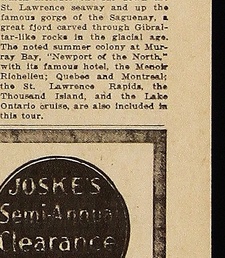 St. Lawrence seaway and up the
famous gorge of the Saguenay, a
great fjord carved through Gibral-
tar-like rocks in the glacial age.
The noted summer colony at Mur-
ray Bay, "Newport of the North,"
with its famous hotel, the Menoir
Richelieu; Quebec and Montreal;
the St. Lawrence Rapids, the
Thousand Island, and the Lake
Ontario cruise, are also included in
this tour.
JOSKE'S
Semi-Annual
Clearance